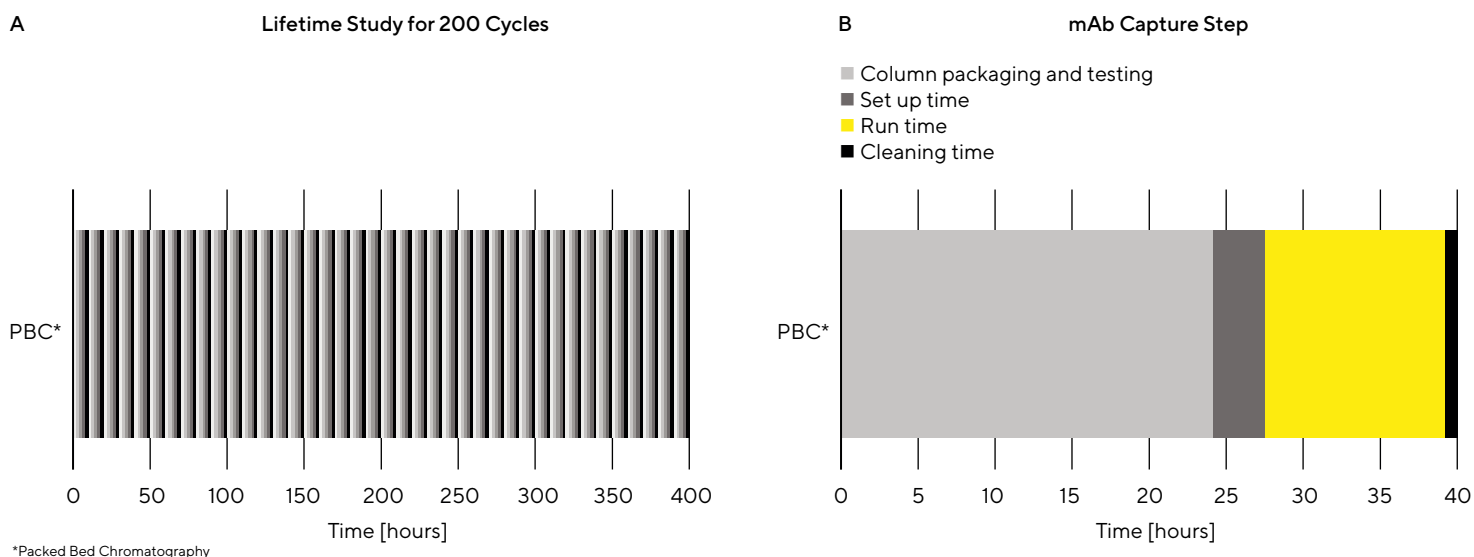 A
Lifetime Study for 200 Cycles
PBC*
0 50 100 150 200 250 300 350 400
Time [hours]
*Packed Bed Chromatography
B
mAb Capture Step
Column packaging and testing
Set up time
Run time
Cleaning time
PBC*
0 5 10 15 20 25 30 35 40
Time [hours]